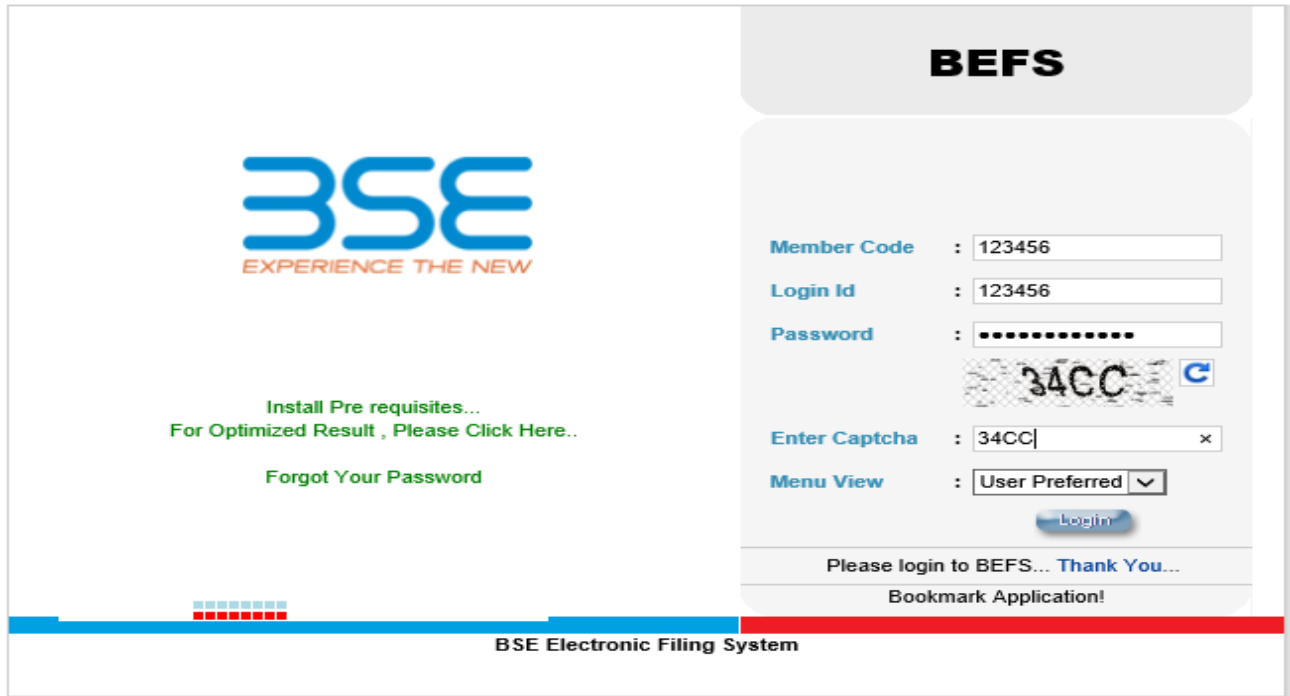 BEFS
BSE
EXPERIENCE THE NEW
Member Code : 123456
Login Id : 123456
Password : ••••••••••••
34CC
Enter Captcha : 34CC ×
Menu View : User Preferred
Login
Install Pre requisites...
For Optimized Result , Please Click Here..
Forgot Your Password
Please login to BEFS... Thank You...
Bookmark Application!
BSE Electronic Filing System